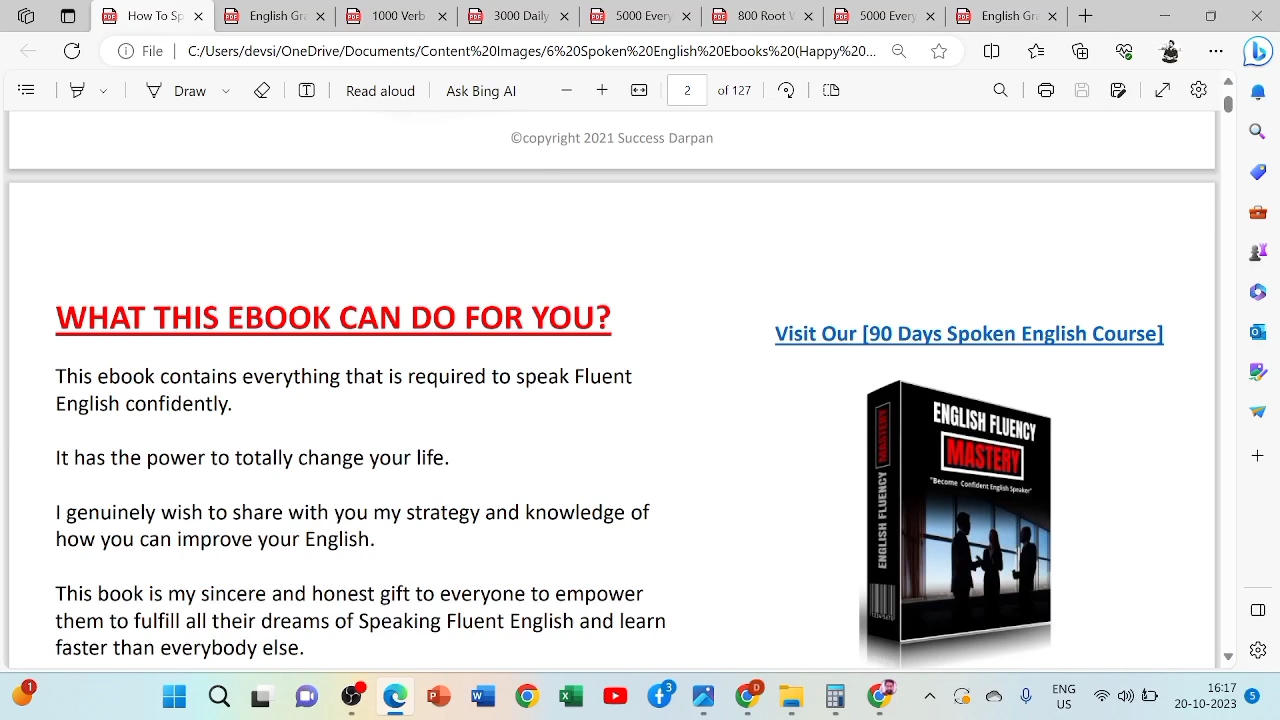 How To Sp
English Gr
1000 Verb
3000 Daily
5000 Every
800 Root V
5000 Every
English Gr
File
C:/Users/devsi/OneDrive/Documents/Content%20Images/6%20Spoken%20English%20Ebooks(Happy%20...
Draw
Read aloud
Ask Bing AI
2
of 127
©copyright 2021 Success Darpan
WHAT THIS EBOOK CAN DO FOR YOU?
This ebook contains everything that is required to speak Fluent
English confidently.
It has the power to totally change your life.
I genuinely wish to share with you my strategy and knowledge of
how you can improve your English.
This book is my sincere and honest gift to everyone to empower
them to fulfill all their dreams of Speaking Fluent English and learn
faster than everybody else.
Visit Our [90 Days Spoken English Course]
ENGLISH FLUENCY
MASTERY
"Become Confident English Speaker"
ENGLISH FLUENCY MASTERY
1
3
ENG
US
16:17
20-10-2023
5